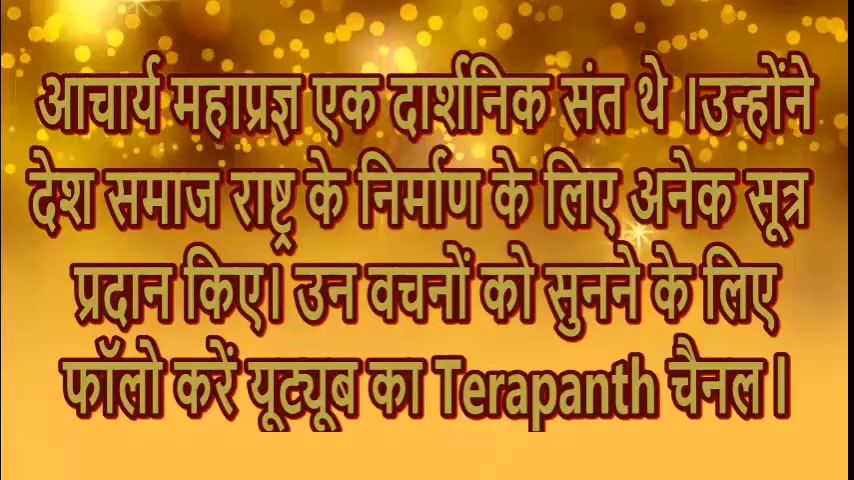 आचार्य महाप्रज्ञ एक दार्शनिक संत थे ।उन्होंने
देश समाज राष्ट्र के निर्माण के लिए अनेक सूत्र
प्रदान किए। उन वचनों को सुनने के लिए
फॉलो करें यूट्यूब का Terapanth चैनल।